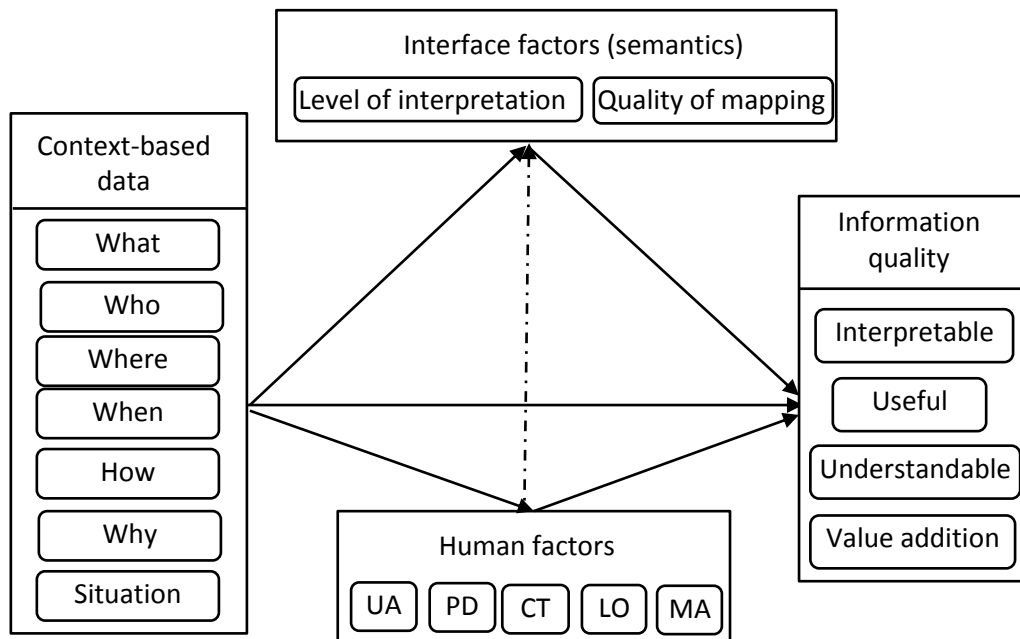 Interface factors (semantics)
Level of interpretation
Quality of mapping
Context-based
data
What
Who
Where
When
How
Why
Situation
Information
quality
Interpretable
Useful
Understandable
Value addition
Human factors
UA
PD
CT
LO
MA